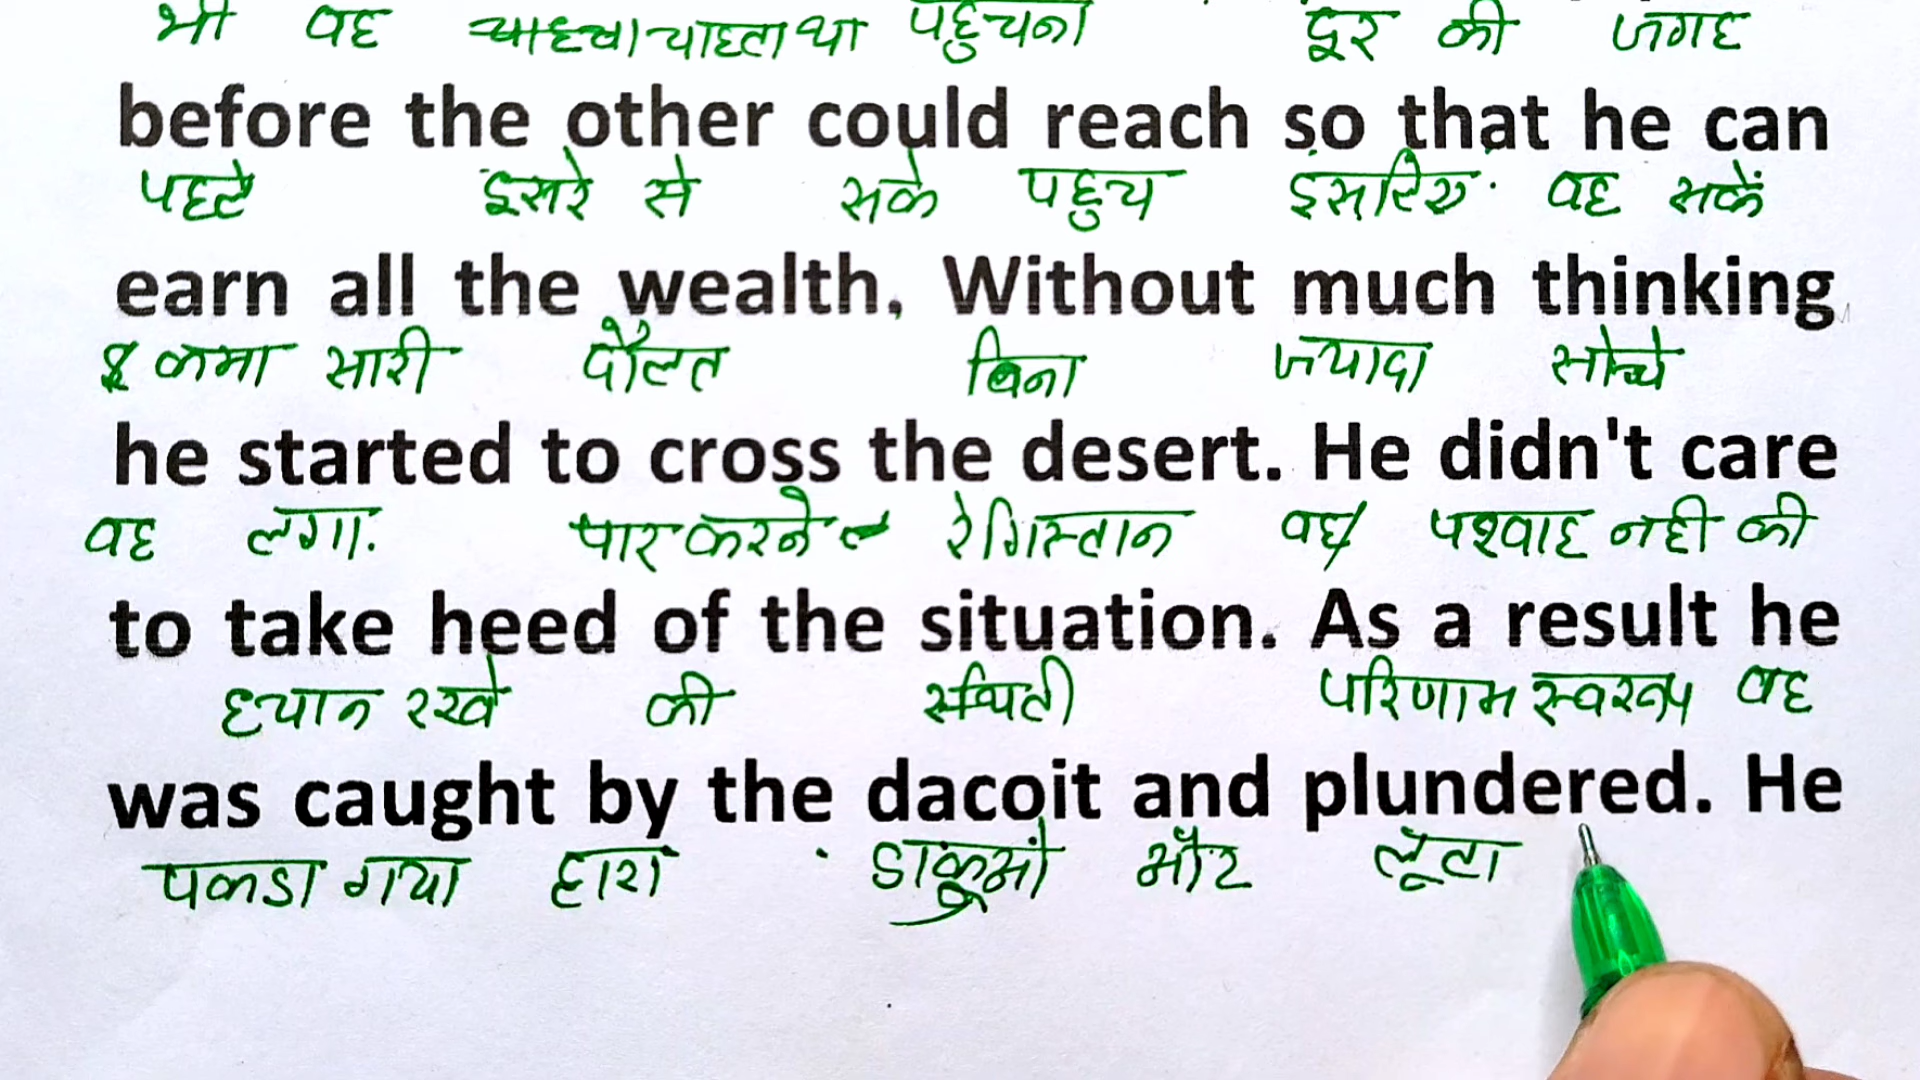 भी वह चाहता था पहुंचना दूर की जगह
before the other could reach so that he can
पहले दूसरे से सके पहुच इसलिए वह सकें
earn all the wealth. Without much thinking
कमा सारी दौलत बिना ज्यादा सोचे
he started to cross the desert. He didn't care
वह लगा. पार करने रेगिस्तान वह परवाह नही की
to take heed of the situation. As a result he
ध्यान रखे की स्थिती परिणाम स्वरूप वह
was caught by the dacoit and plundered. He
पकडा गया द्वारा डाकूओ और लूटा